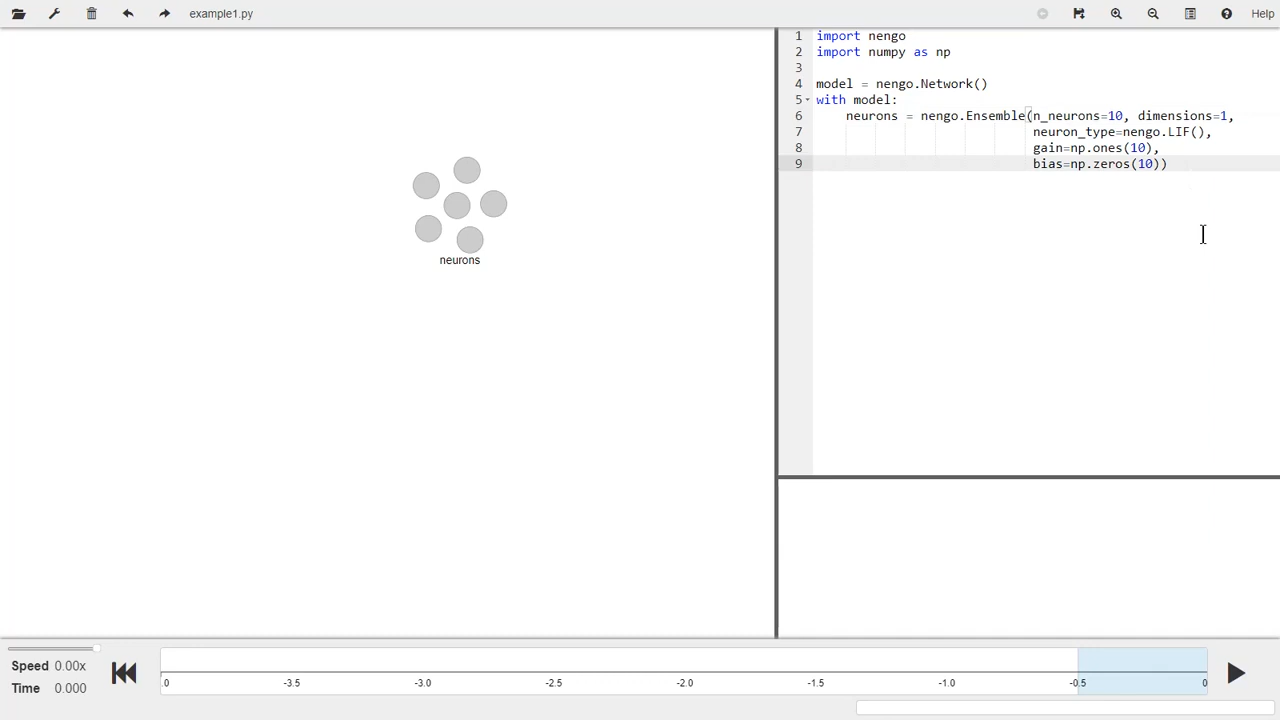 example1.py
Help
1 import nengo
2 import numpy as np
3
4 model = nengo.Network()
5 with model:
6 neurons = nengo.Ensemble(n_neurons=10, dimensions=1,
7 neuron_type=nengo.LIF(),
8 gain=np.ones(10),
9 bias=np.zeros(10))
neurons
Speed 0.00x
Time 0.000
.0 -3.5 -3.0 -2.5 -2.0 -1.5 -1.0 -0.5 0